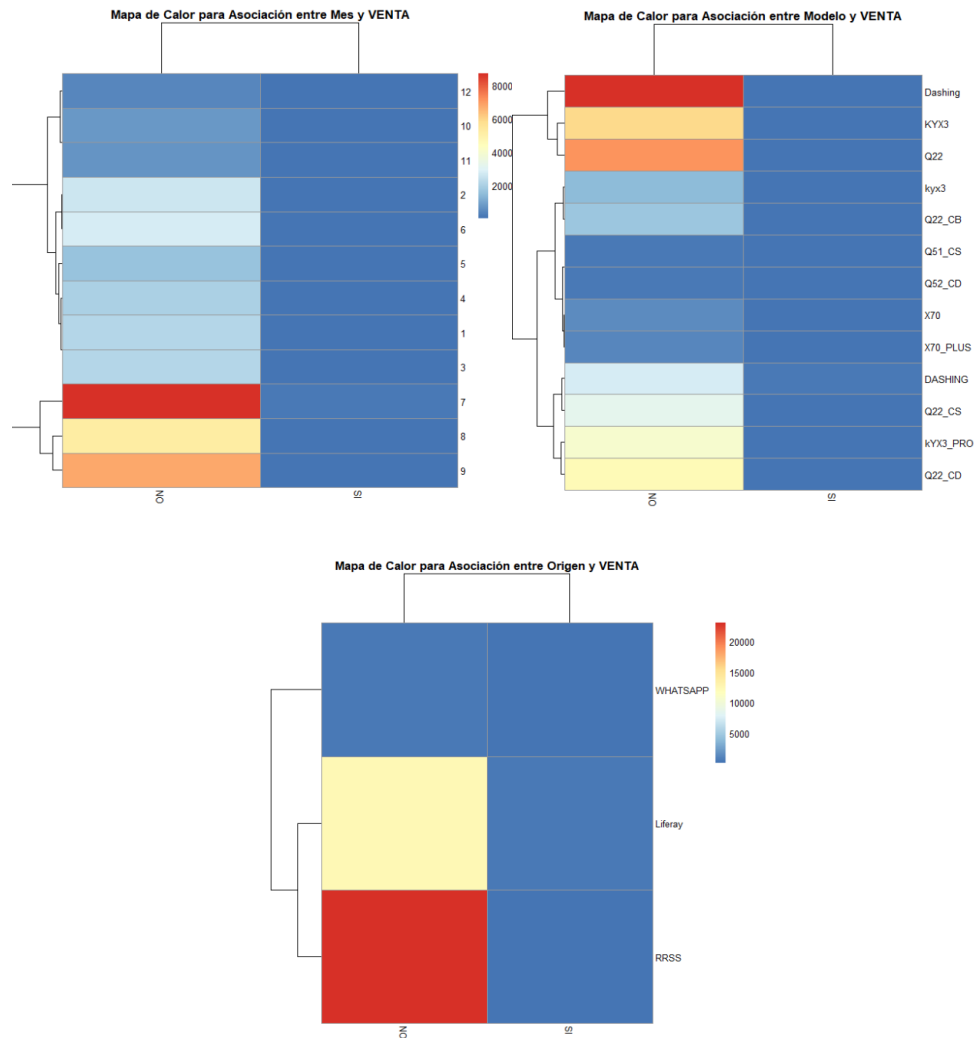 Mapa de Calor para Asociación entre Mes y VENTA
12
10
11
2
6
5
4
1
3
7
8
9
8000
6000
4000
2000
NO
SI
Mapa de Calor para Asociación entre Modelo y VENTA
Dashing
KYX3
Q22
kyx3
Q22_CB
Q51_CS
Q52_CD
X70
X70_PLUS
DASHING
Q22_CS
kYX3_PRO
Q22_CD
NO
SI
Mapa de Calor para Asociación entre Origen y VENTA
WHATSAPP
Liferay
RRSS
20000
15000
10000
5000
NO
SI